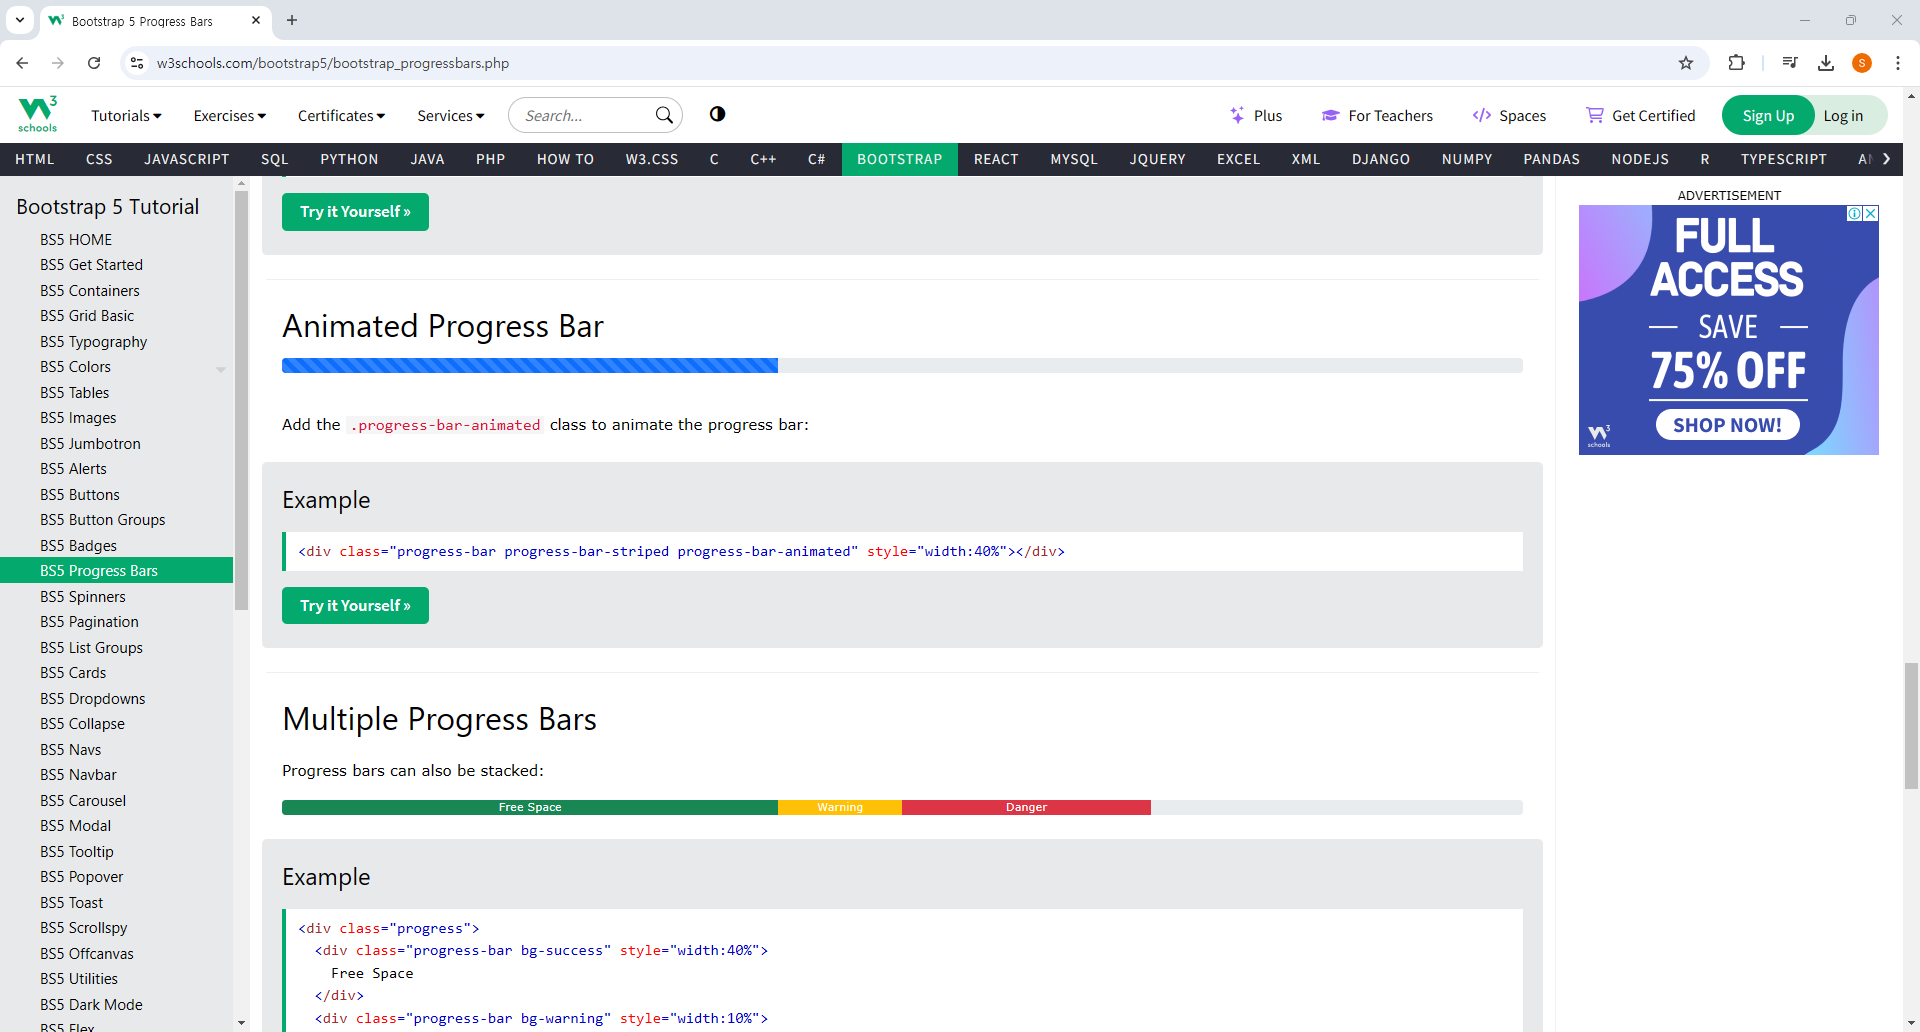 Bootstrap 5 Progress Bars
w3schools.com/bootstrap5/bootstrap_progressbars.php
S
W3 schools
Tutorials
Exercises
Certificates
Services
Search...
Plus
For Teachers
Spaces
Get Certified
Sign Up
Log in
HTML CSS JAVASCRIPT SQL PYTHON JAVA PHP HOW TO W3.CSS C C++ C# BOOTSTRAP REACT MYSQL JQUERY EXCEL XML DJANGO NUMPY PANDAS NODEJS R TYPESCRIPT
Bootstrap 5 Tutorial
BS5 HOME
BS5 Get Started
BS5 Containers
BS5 Grid Basic
BS5 Typography
BS5 Colors
BS5 Tables
BS5 Images
BS5 Jumbotron
BS5 Alerts
BS5 Buttons
BS5 Button Groups
BS5 Badges
BS5 Progress Bars
BS5 Spinners
BS5 Pagination
BS5 List Groups
BS5 Cards
BS5 Dropdowns
BS5 Collapse
BS5 Navs
BS5 Navbar
BS5 Carousel
BS5 Modal
BS5 Tooltip
BS5 Popover
BS5 Toast
BS5 Scrollspy
BS5 Offcanvas
BS5 Utilities
BS5 Dark Mode
BS5 Flex
Try it Yourself »
Animated Progress Bar
Add the .progress-bar-animated class to animate the progress bar:
Example
<div class="progress-bar progress-bar-striped progress-bar-animated" style="width:40%"></div>
Try it Yourself »
Multiple Progress Bars
Progress bars can also be stacked:
Free Space
Warning
Danger
Example
<div class="progress">
<div class="progress-bar bg-success" style="width:40%">
Free Space
</div>
<div class="progress-bar bg-warning" style="width:10%">
ADVERTISEMENT
FULL
ACCESS
SAVE
75% OFF
SHOP NOW!
W3 schools